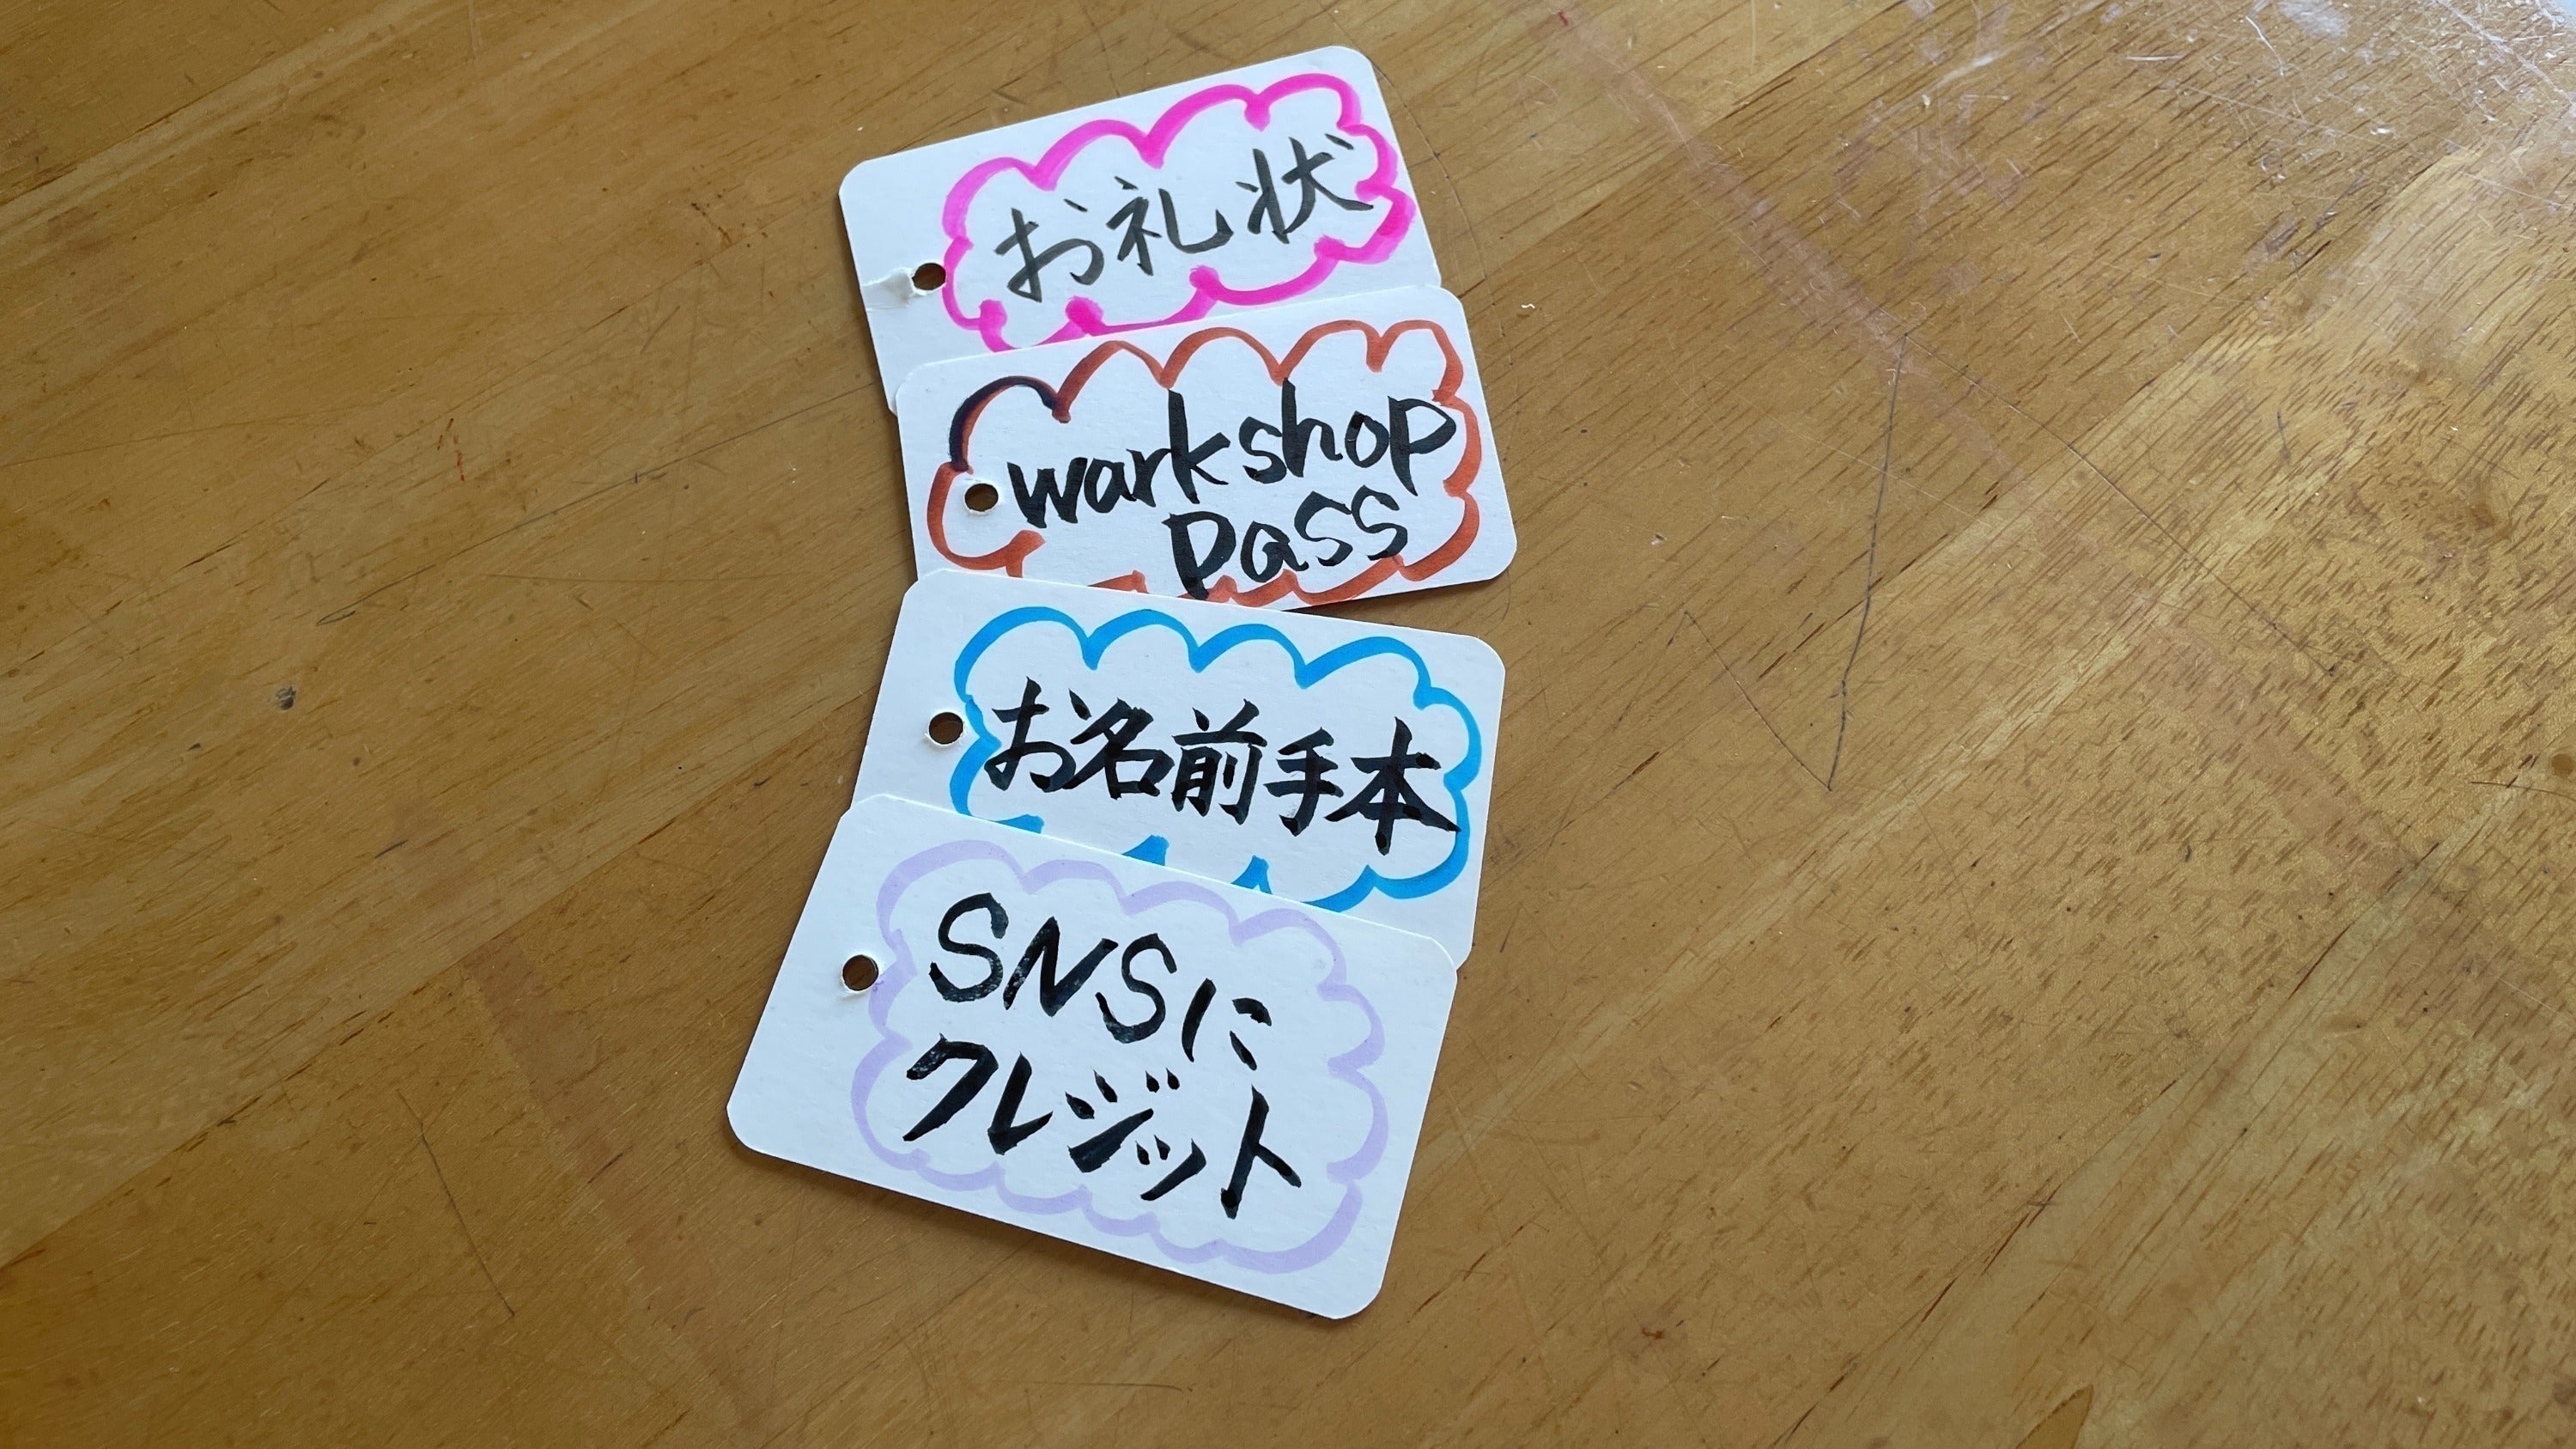 お礼状
warkshop
pass
お名前手本
SNSに
クレジット